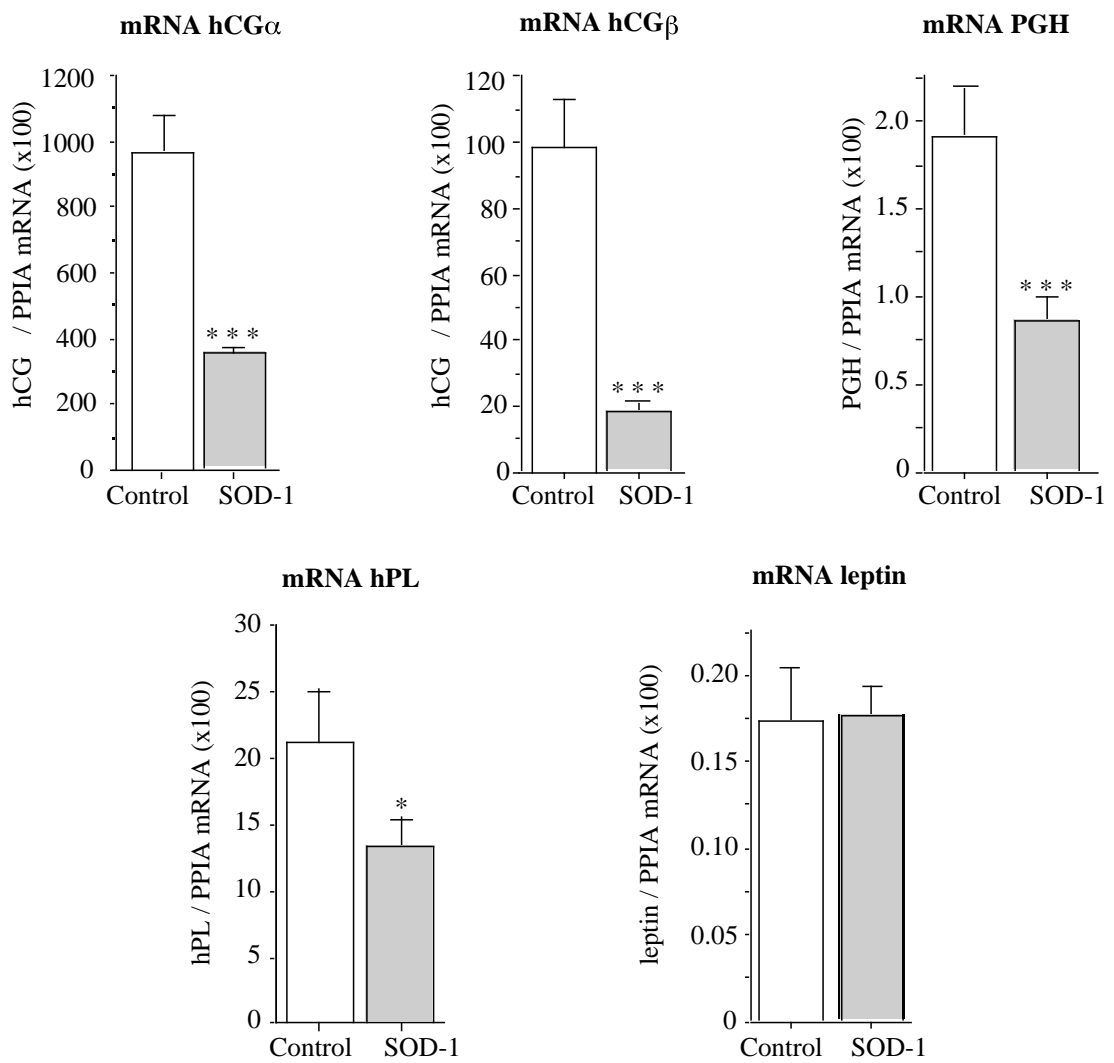 mRNA hCGα
hCG / PPIA mRNA (x100)
1200
1000
800
600
400
200
0
***
Control SOD-1
mRNA hCGβ
hCG / PPIA mRNA (x100)
120
100
80
60
40
20
0
***
Control SOD-1
mRNA PGH
PGH / PPIA mRNA (x100)
2.0
1.5
1.0
0.5
0
***
Control SOD-1
mRNA hPL
hPL / PPIA mRNA (x100)
30
25
20
15
10
5
0
*
Control SOD-1
mRNA leptin
leptin / PPIA mRNA (x100)
0.20
0.15
0.10
0.05
0
Control SOD-1